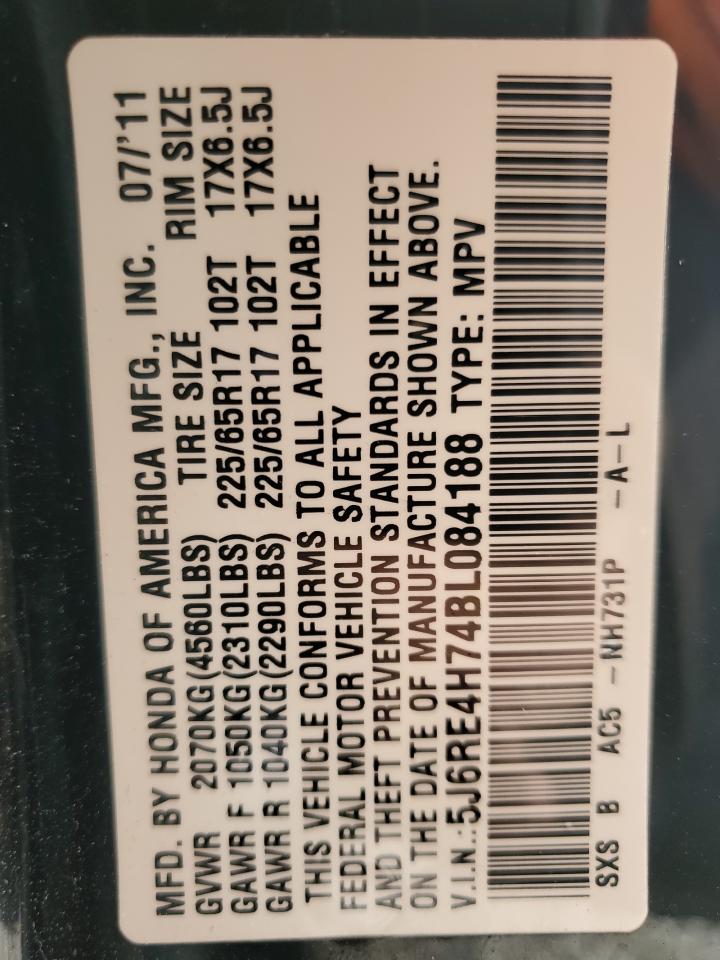 MFD. BY HONDA OF AMERICA MFG., INC. 07/'11
GVWR 2070KG(4560LBS) TIRE SIZE RIM SIZE
GAWR F 1050KG(2310LBS) 225/65R17 102T 17X6.5J
GAWR R 1040KG(2290LBS) 225/65R17 102T 17X6.5J
THIS VEHICLE CONFORMS TO ALL APPLICABLE
FEDERAL MOTOR VEHICLE SAFETY
AND THEFT PREVENTION STANDARDS IN EFFECT
ON THE DATE OF MANUFACTURE SHOWN ABOVE.
V.I.N.:5J6RE4H74BL084188 TYPE: MPV
SXS B AC5 -NH731P -A-L